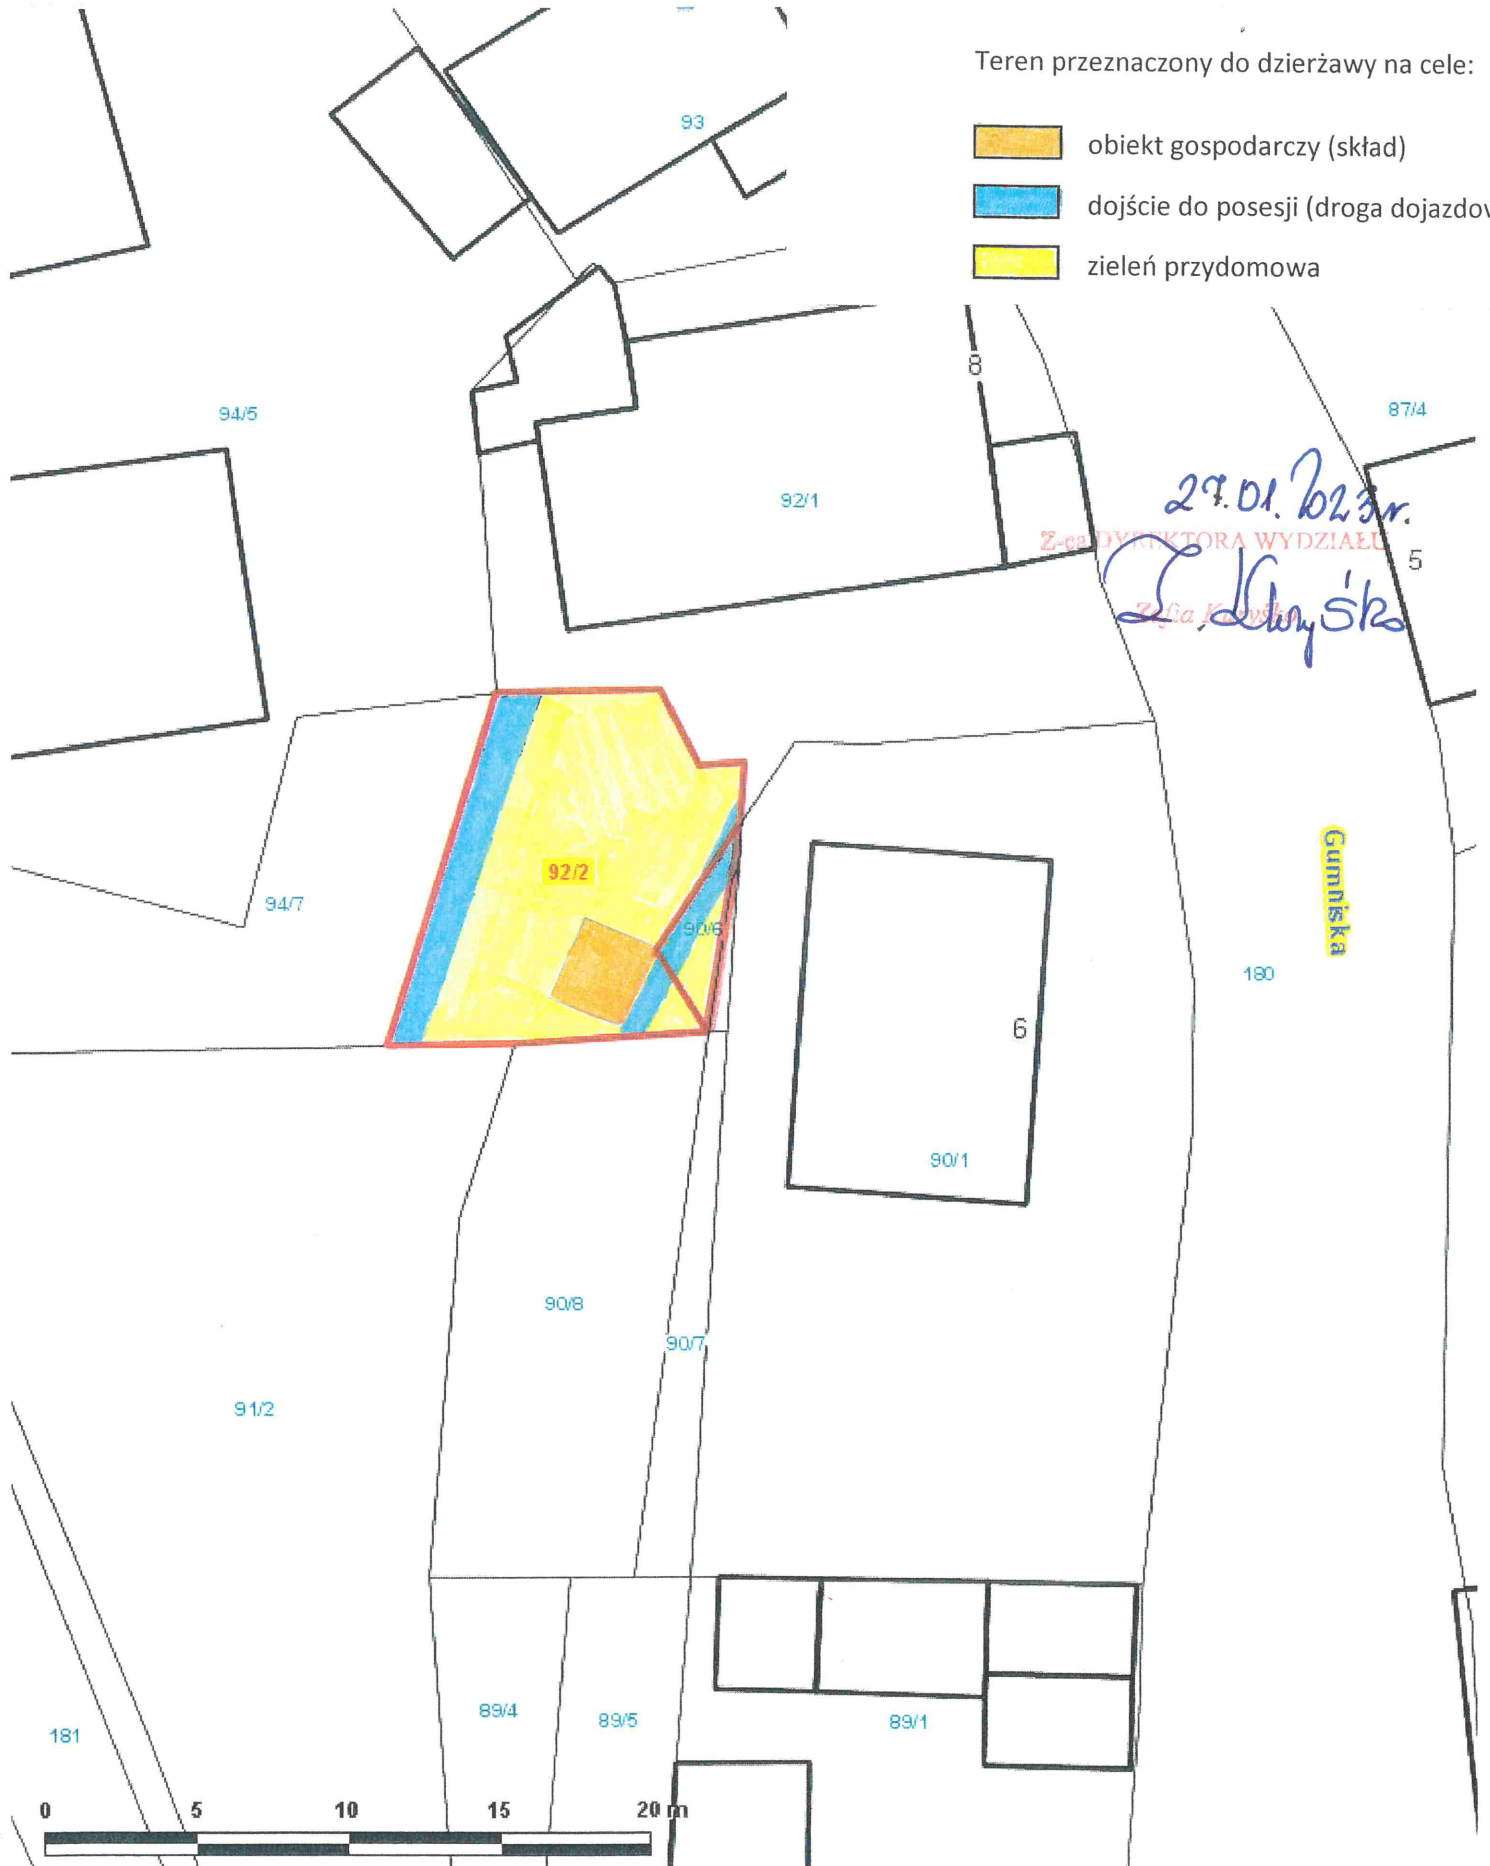 Teren przeznaczony do dzierżawy na cele:
obiekt gospodarczy (skład)
dojście do posesji (droga dojazdow
zieleń przydomowa
93
94/5
8
87/4
92/1
27.01.2023r.
Z-ca DYREKTORA WYDZIAŁU
5
Zofia
92/2
94/7
90/6
Gumniska
180
6
90/1
90/8
90/7
91/2
89/4
89/5
89/1
181
0 5 10 15 20 m